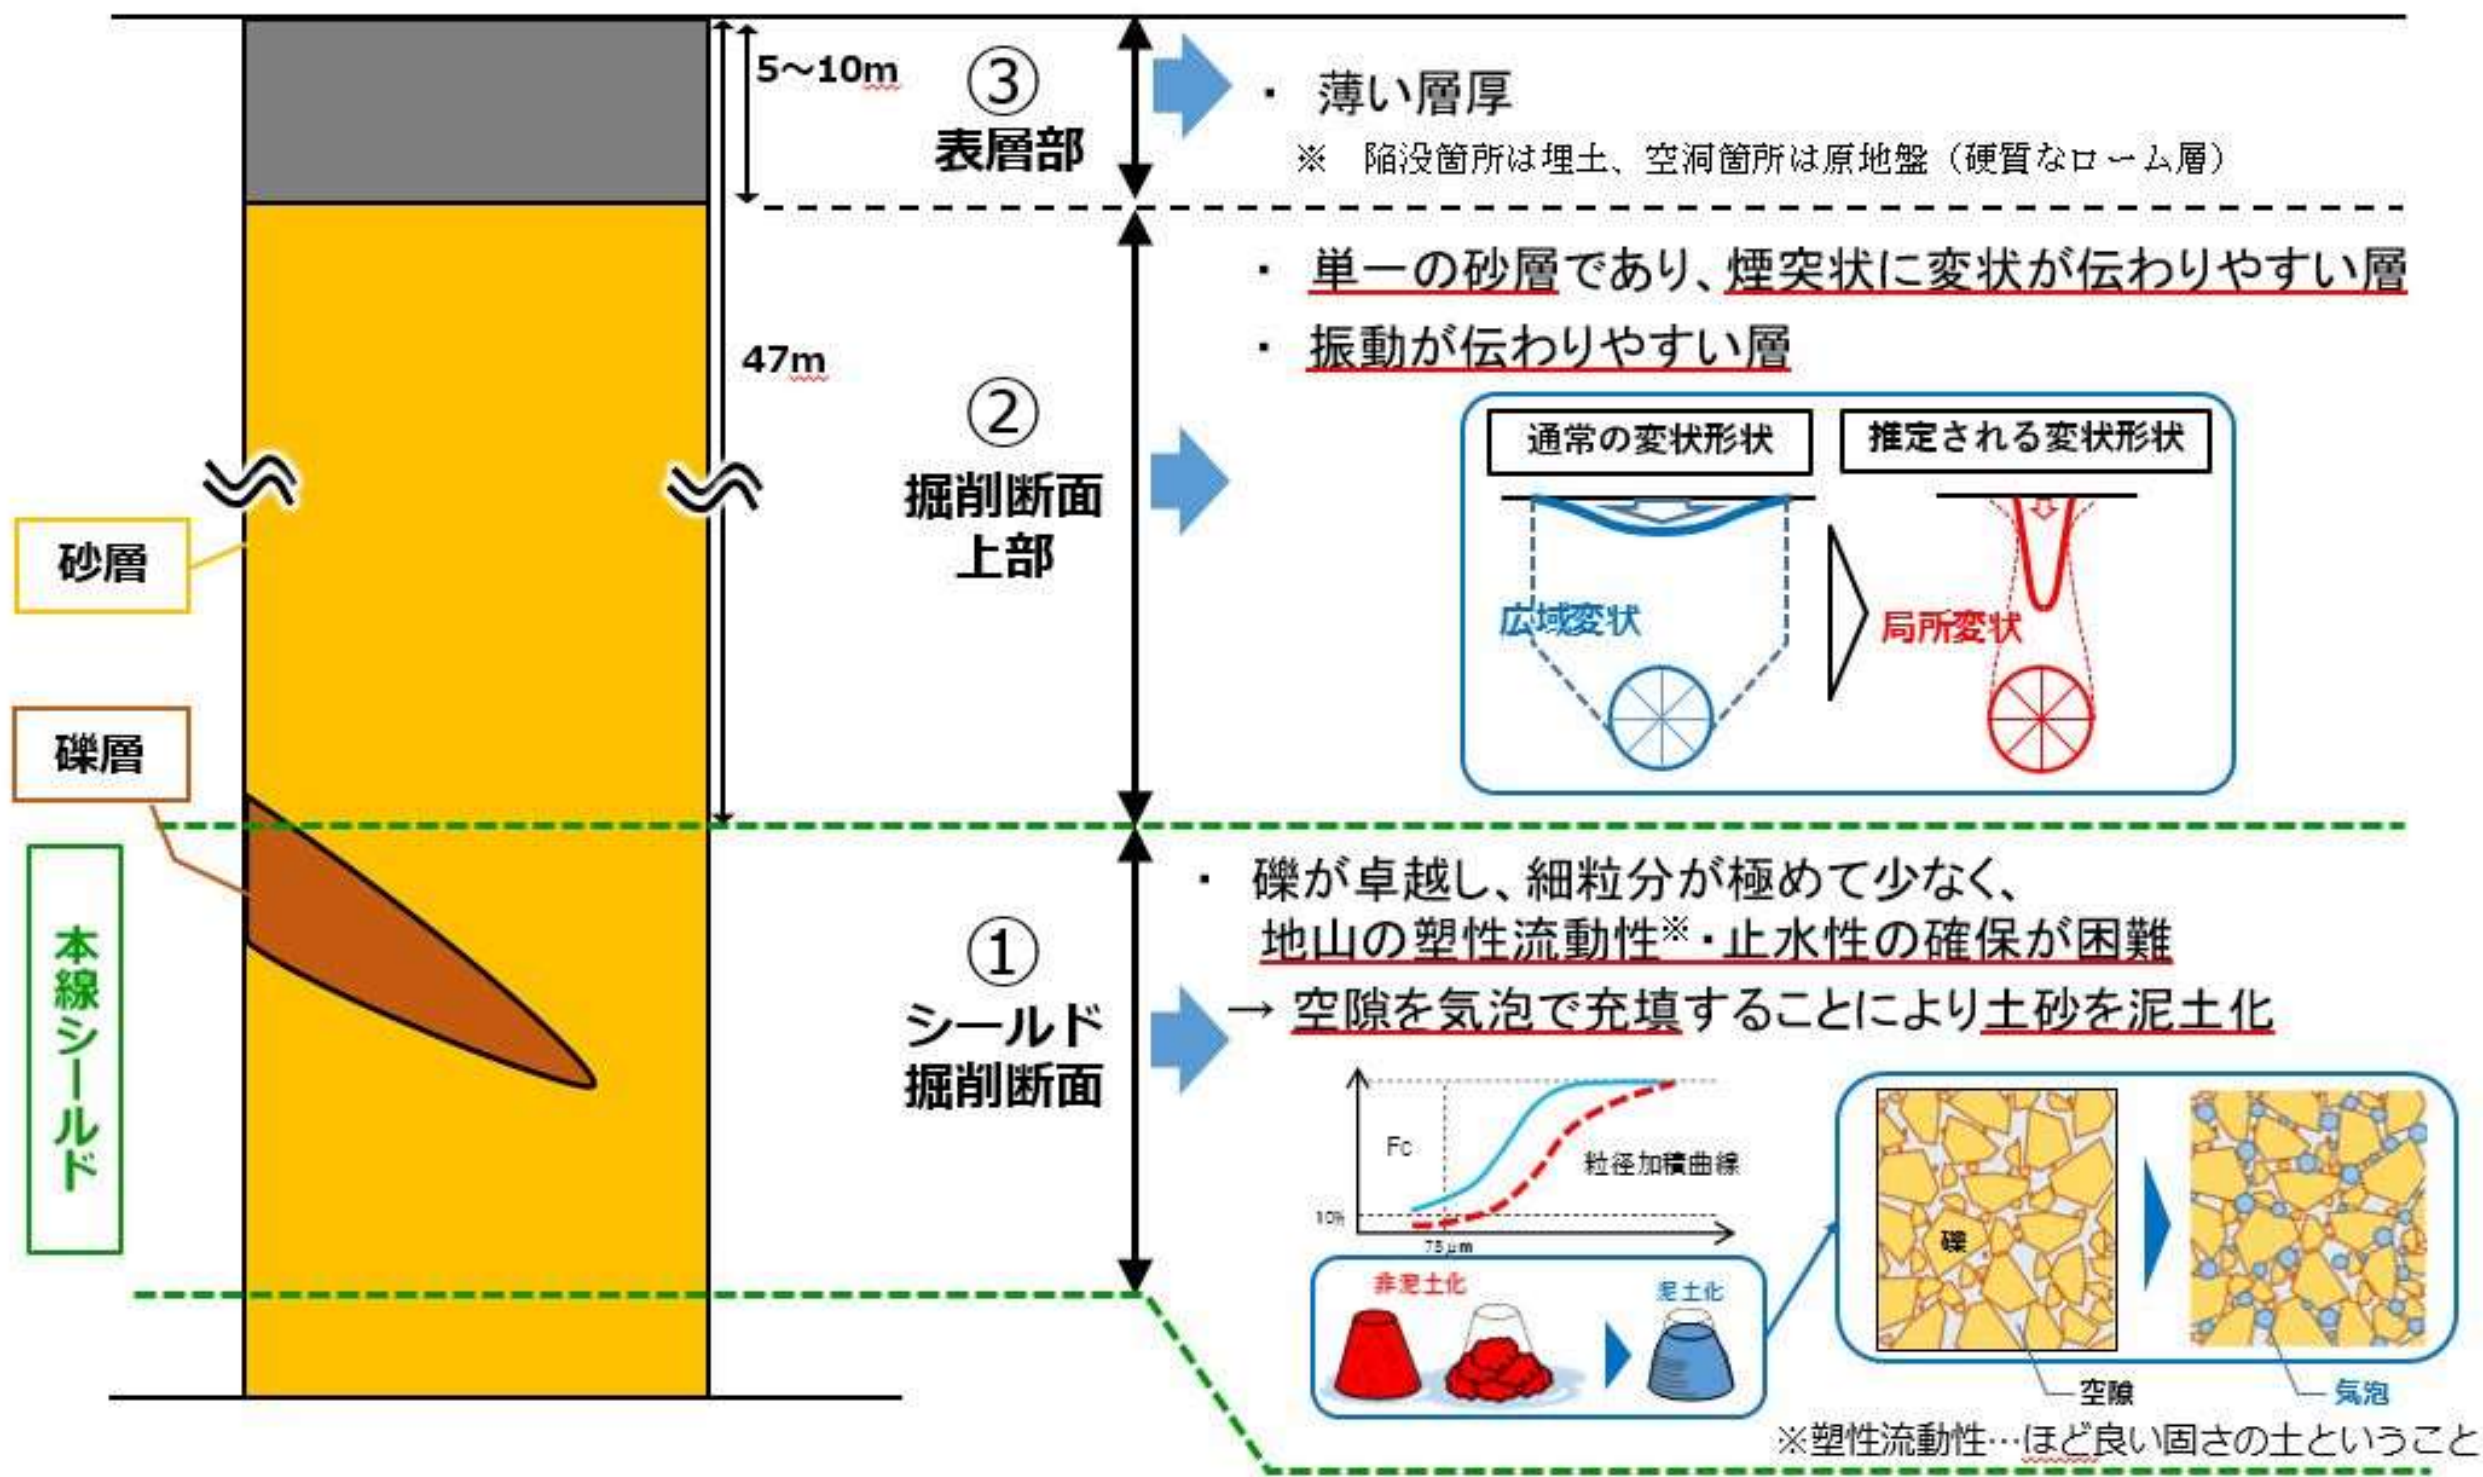 5～10m
③
表層部
・ 薄い層厚
※ 陥没箇所は埋土、空洞箇所は原地盤（硬質なローム層）
47m
②
掘削断面
上部
・ 単一の砂層であり、煙突状に変状が伝わりやすい層
・ 振動が伝わりやすい層
通常の変状形状
推定される変状形状
広域変状
局所変状
砂層
礫層
本線シールド
①
シールド
掘削断面
・ 礫が卓越し、細粒分が極めて少なく、
地山の塑性流動性※・止水性の確保が困難
→ 空隙を気泡で充填することにより土砂を泥土化
Fc
粒径加積曲線
10%
75μm
非泥土化
泥土化
礫
空隙
気泡
※塑性流動性…ほど良い固さの土ということ